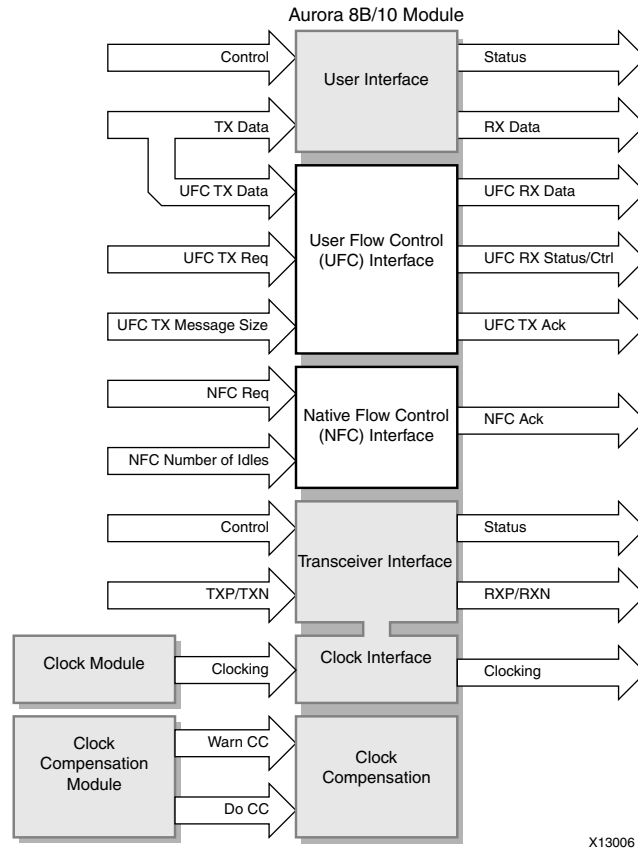 Aurora 8B/10 Module
Control
User Interface
Status
TX Data
RX Data
UFC TX Data
UFC RX Data
User Flow Control
(UFC) Interface
UFC TX Req
UFC RX Status/Ctrl
UFC TX Message Size
UFC TX Ack
NFC Req
Native Flow Control
(NFC) Interface
NFC Ack
NFC Number of Idles
Control
Status
Transceiver Interface
TXP/TXN
RXP/RXN
Clock Module
Clocking
Clock Interface
Clocking
Clock
Compensation
Module
Warn CC
Do CC
Clock
Compensation
X13006